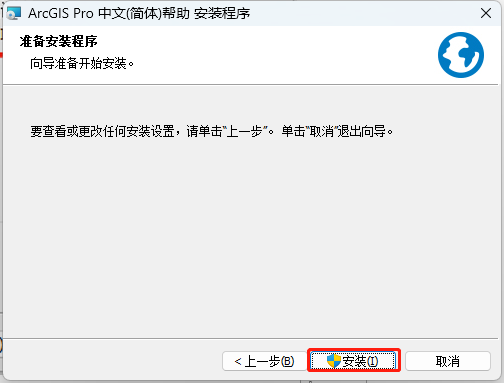 ArcGIS Pro 中文(简体)帮助 安装程序
准备安装程序
向导准备开始安装。
要查看或更改任何安装设置，请单击“上一步”。 单击“取消”退出向导。
< 上一步(B)
安装(I)
取消